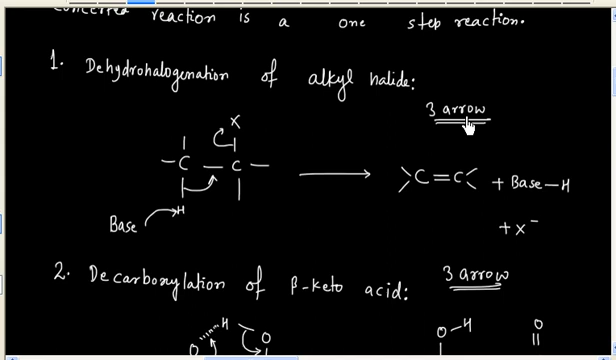 concerted reaction is a one step reaction.
1. Dehydrohalogenation of alkyl halide:
3 arrow
X
- C - C -
H
Base
>C=C< + Base-H
+ X⁻
2. Decarboxylation of β-keto acid:
3 arrow
O H O
O-H O